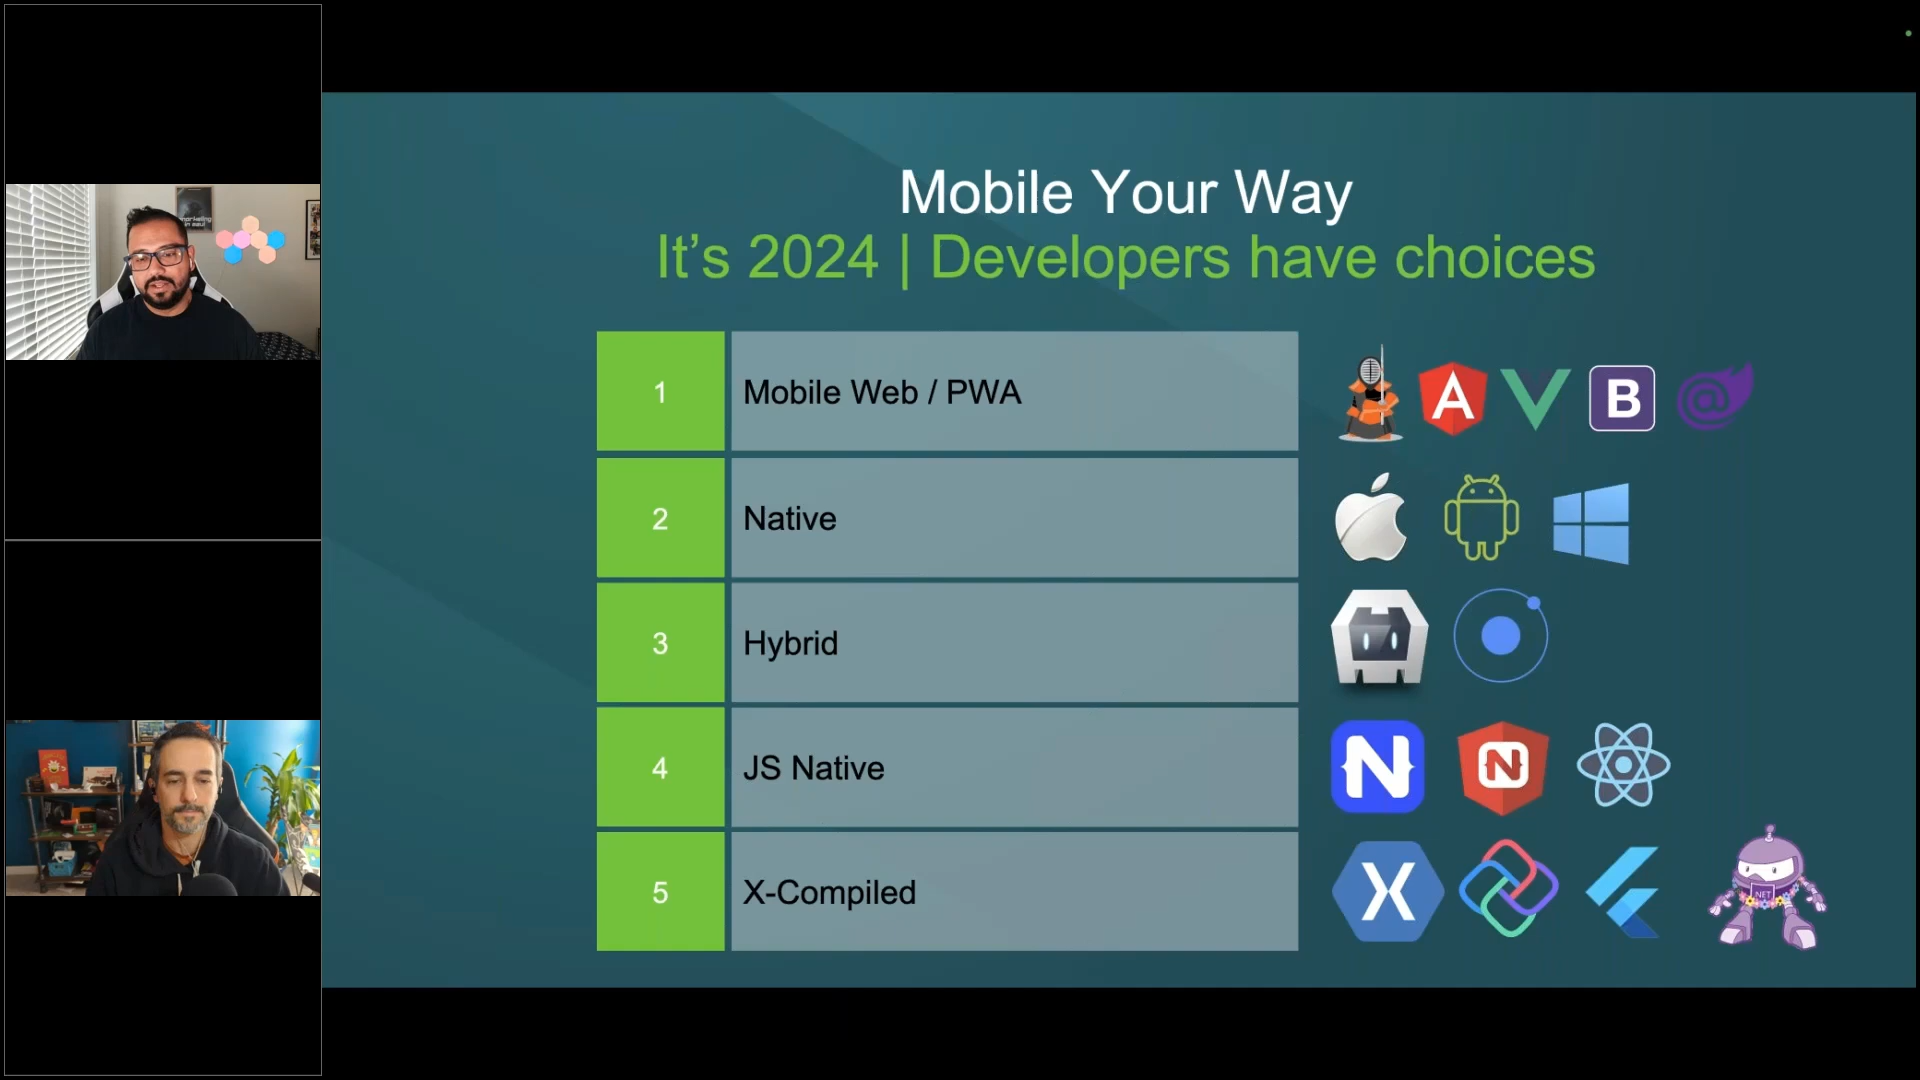 Mobile Your Way
It’s 2024 | Developers have choices
1 Mobile Web / PWA
A
B
@
2 Native
3 Hybrid
4 JS Native
N
N
5 X-Compiled
X
.NET